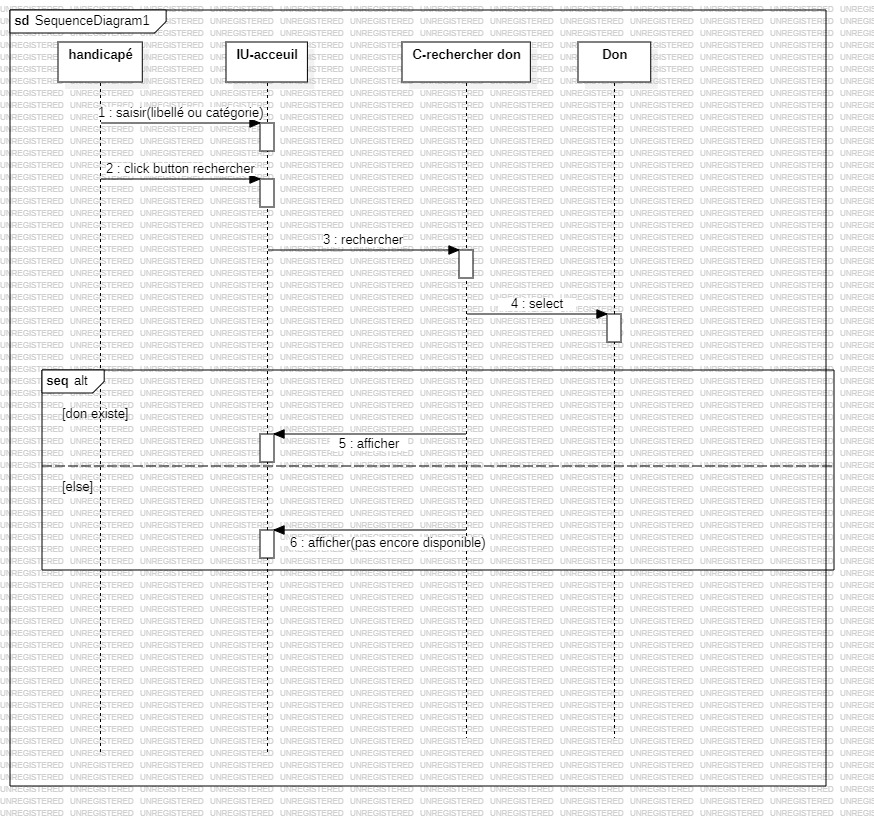 sd SequenceDiagram1
handicapé
IU-acceuil
C-rechercher don
Don
1 : saisir(libellé ou catégorie)
2 : click button rechercher
3 : rechercher
4 : select
seq alt
[don existe]
5 : afficher
[else]
6 : afficher(pas encore disponible)
UNREGISTERED